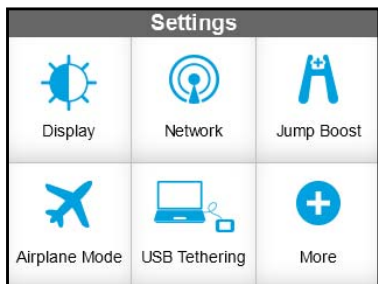 Settings
Display
Network
Jump Boost
Airplane Mode
USB Tethering
More